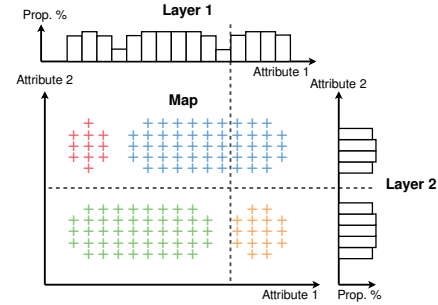 Layer 1
Prop. %
Attribute 1
Attribute 2
Attribute 2
Map
Layer 2
Attribute 1
Prop. %